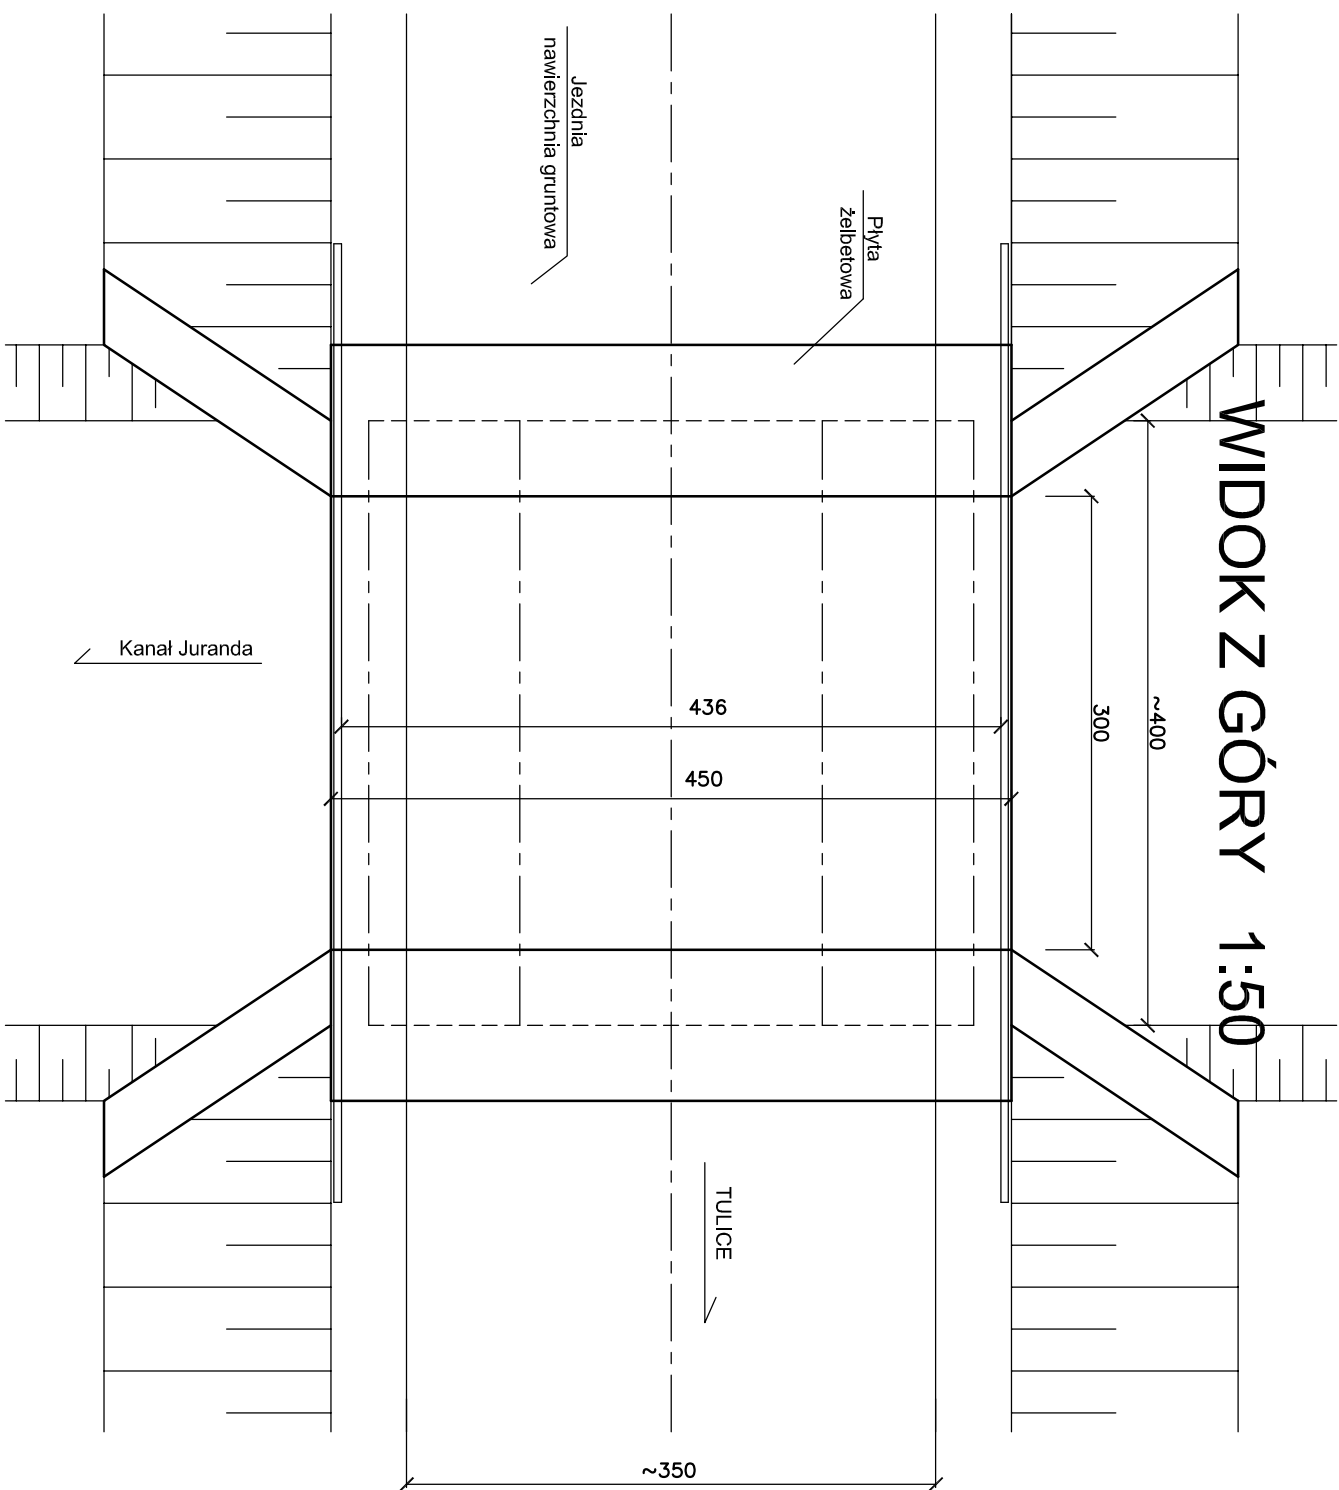 WIDOK Z GÓRY 1:50
Jezdnia
nawierzchnia gruntowa
Płyta
żelbetowa
Kanał Juranda
436
450
300
~400
TULICE
~350